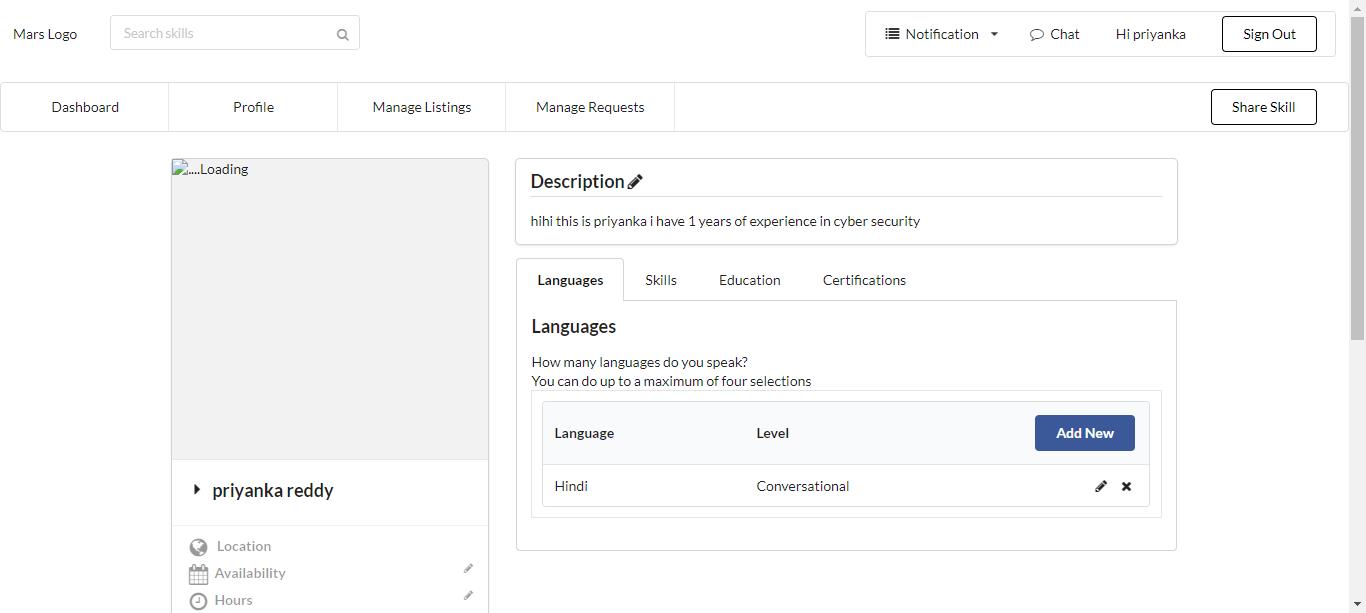 Mars Logo
Search skills
Notification
Chat
Hi priyanka
Sign Out
Dashboard
Profile
Manage Listings
Manage Requests
Share Skill
....Loading
priyanka reddy
Location
Availability
Hours
Description
hihi this is priyanka i have 1 years of experience in cyber security
Languages
Skills
Education
Certifications
Languages
How many languages do you speak?
You can do up to a maximum of four selections
Language
Level
Add New
Hindi
Conversational